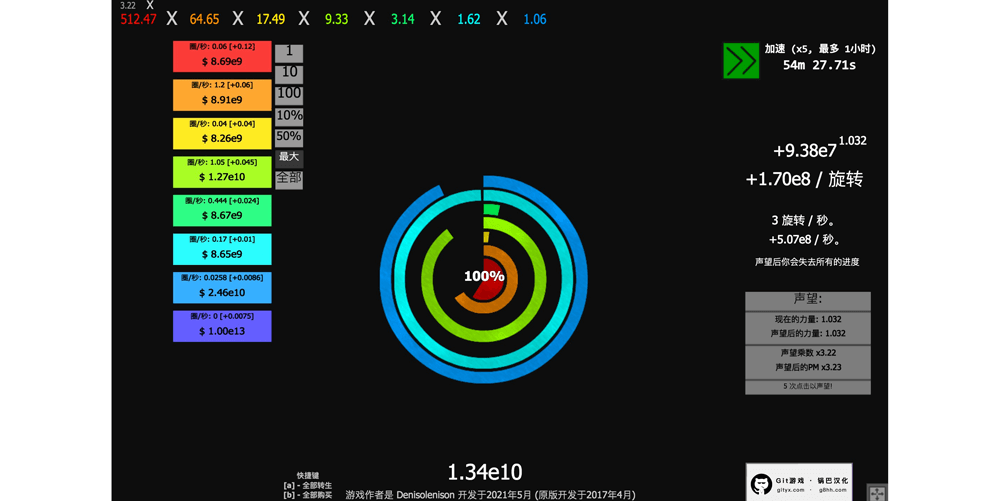 3.22 X
512.47 X 64.65 X 17.49 X 9.33 X 3.14 X 1.62 X 1.06
圈/秒: 0.06 [+0.12]
$ 8.69e9
圈/秒: 1.2 [+0.06]
$ 8.91e9
圈/秒: 0.04 [+0.04]
$ 8.26e9
圈/秒: 1.05 [+0.045]
$ 1.27e10
圈/秒: 0.444 [+0.024]
$ 8.67e9
圈/秒: 0.17 [+0.01]
$ 8.65e9
圈/秒: 0.0258 [+0.0086]
$ 2.46e10
圈/秒: 0 [+0.0075]
$ 1.00e13
1
10
100
10%
50%
最大
全部
100%
加速 (x5, 最多 1小时)
54m 27.71s
+9.38e7 1.032
+1.70e8 / 旋转
3 旋转 / 秒。
+5.07e8 / 秒。
声望后你会失去所有的进度
声望:
现在的力量: 1.032
声望后的力量: 1.032
声望乘数 x3.22
声望后的PM x3.23
5 次点击以声望!
1.34e10
快捷键
[a] - 全部转生
[b] - 全部购买
游戏作者是 Denisolenison 开发于2021年5月 (原版开发于2017年4月)
Git游戏 · 锅巴汉化
gityx.com · g8hh.com